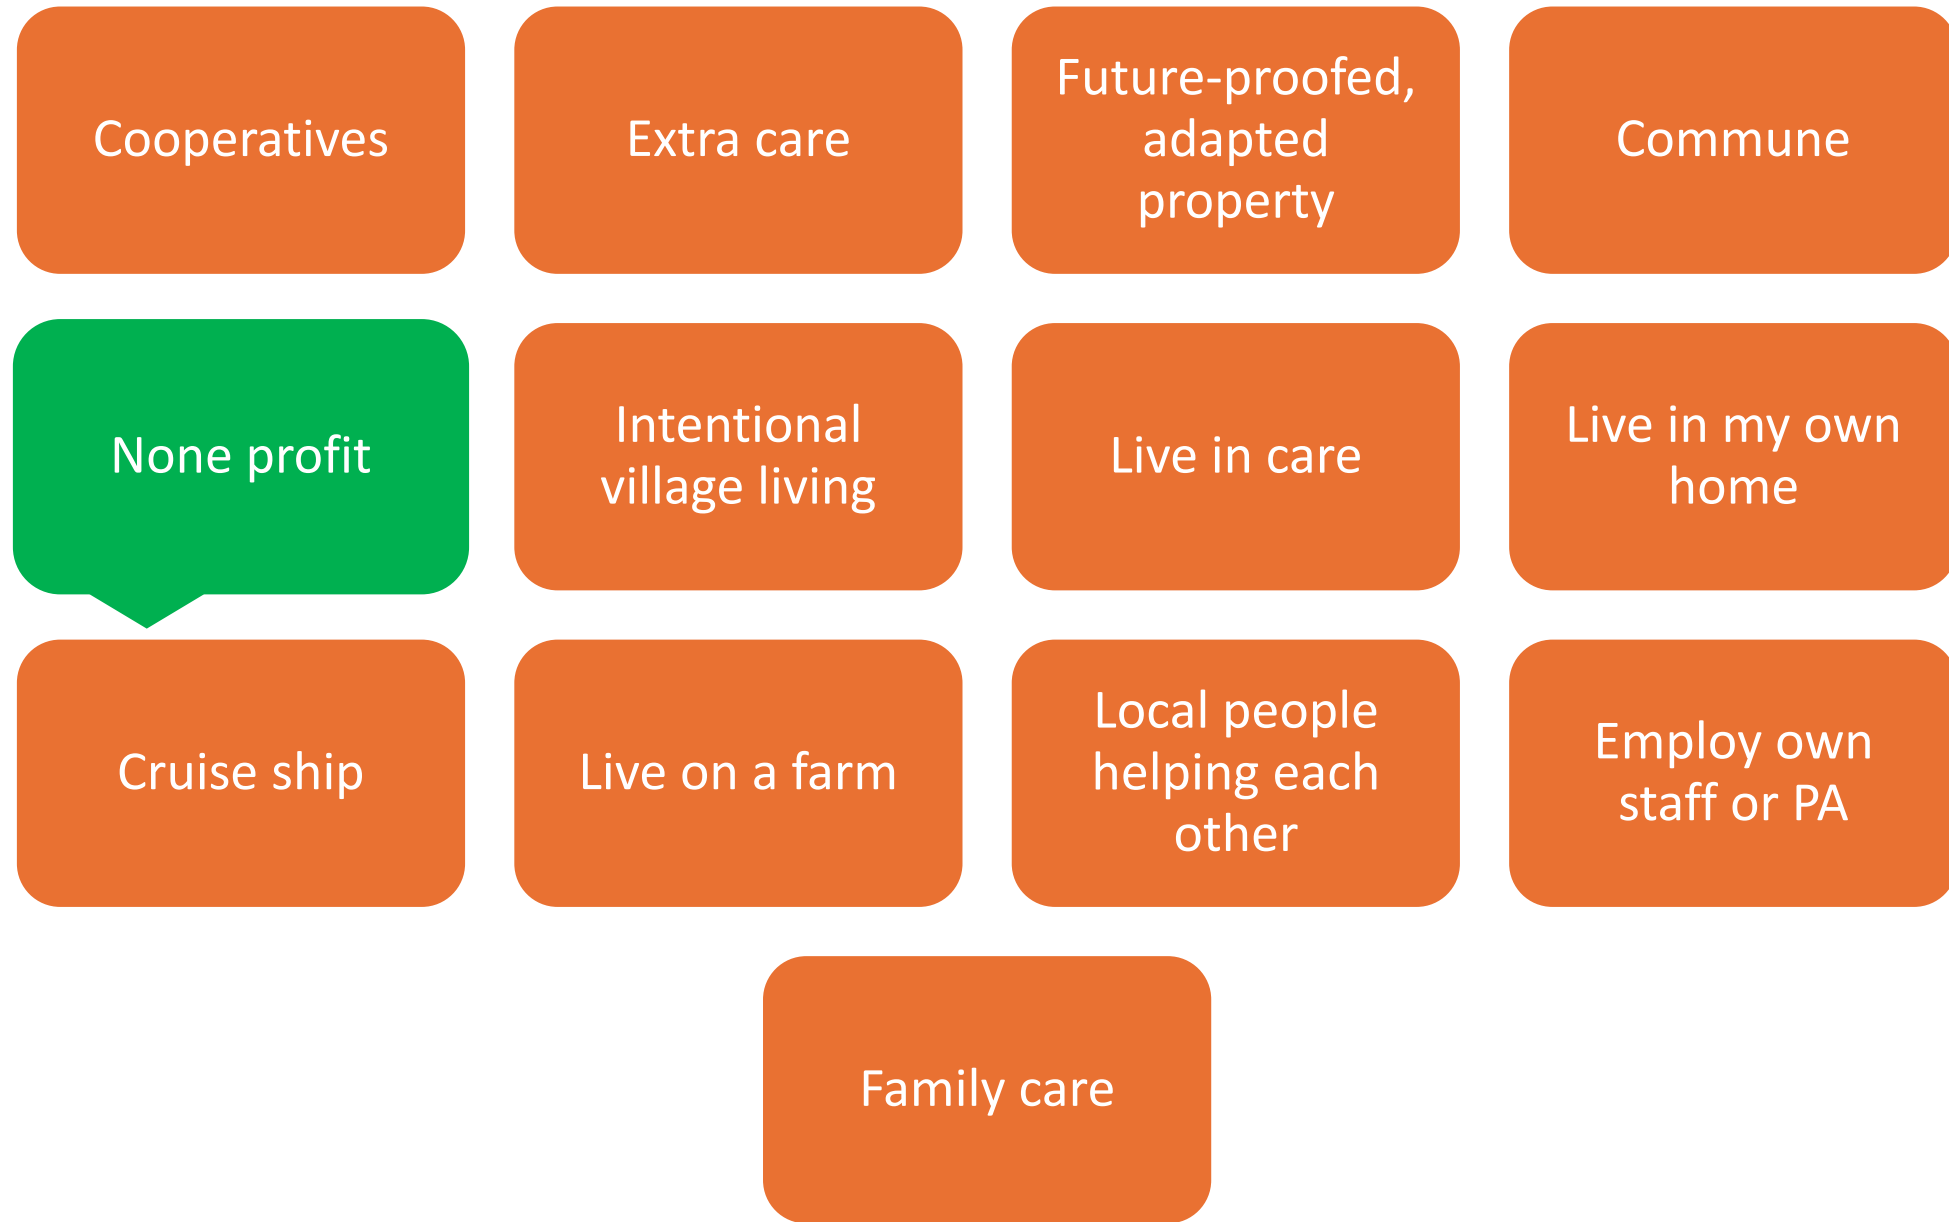 Cooperatives
Extra care
Future-proofed,
adapted
property
Commune
None profit
Intentional
village living
Live in care
Live in my own
home
Cruise ship
Live on a farm
Local people
helping each
other
Employ own
staff or PA
Family care